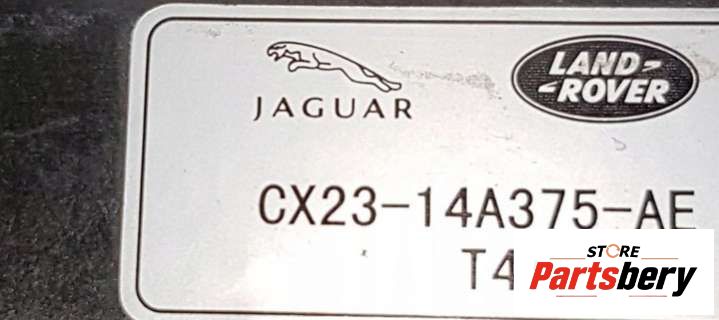 JAGUAR
LAND-
-ROVER
CX23-14A375-AE
T4
STORE
Partsbery